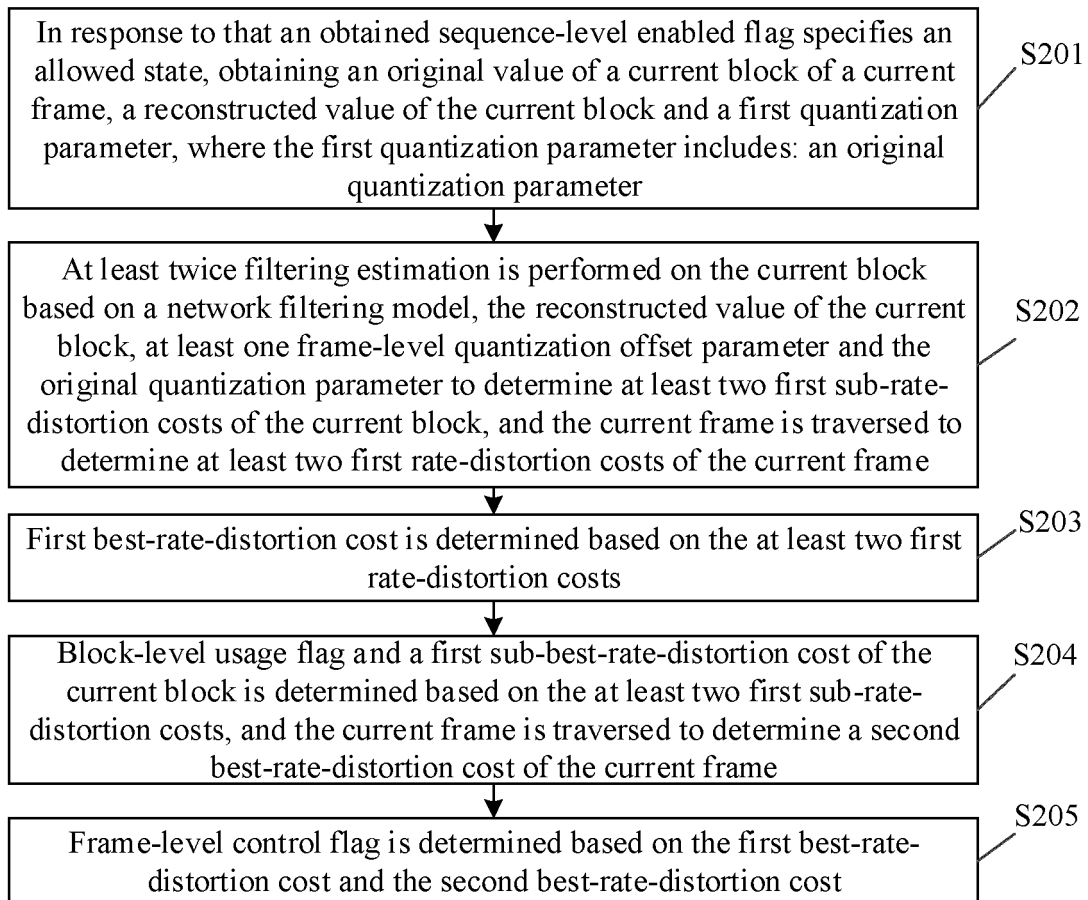 In response to that an obtained sequence-level enabled flag specifies an
allowed state, obtaining an original value of a current block of a current
frame, a reconstructed value of the current block and a first quantization
parameter, where the first quantization parameter includes: an original
quantization parameter
S201
At least twice filtering estimation is performed on the current block
based on a network filtering model, the reconstructed value of the current
block, at least one frame-level quantization offset parameter and the
original quantization parameter to determine at least two first sub-rate-
distortion costs of the current block, and the current frame is traversed to
determine at least two first rate-distortion costs of the current frame
S202
First best-rate-distortion cost is determined based on the at least two first
rate-distortion costs
S203
Block-level usage flag and a first sub-best-rate-distortion cost of the
current block is determined based on the at least two first sub-rate-
distortion costs, and the current frame is traversed to determine a second
best-rate-distortion cost of the current frame
S204
Frame-level control flag is determined based on the first best-rate-
distortion cost and the second best-rate-distortion cost
S205